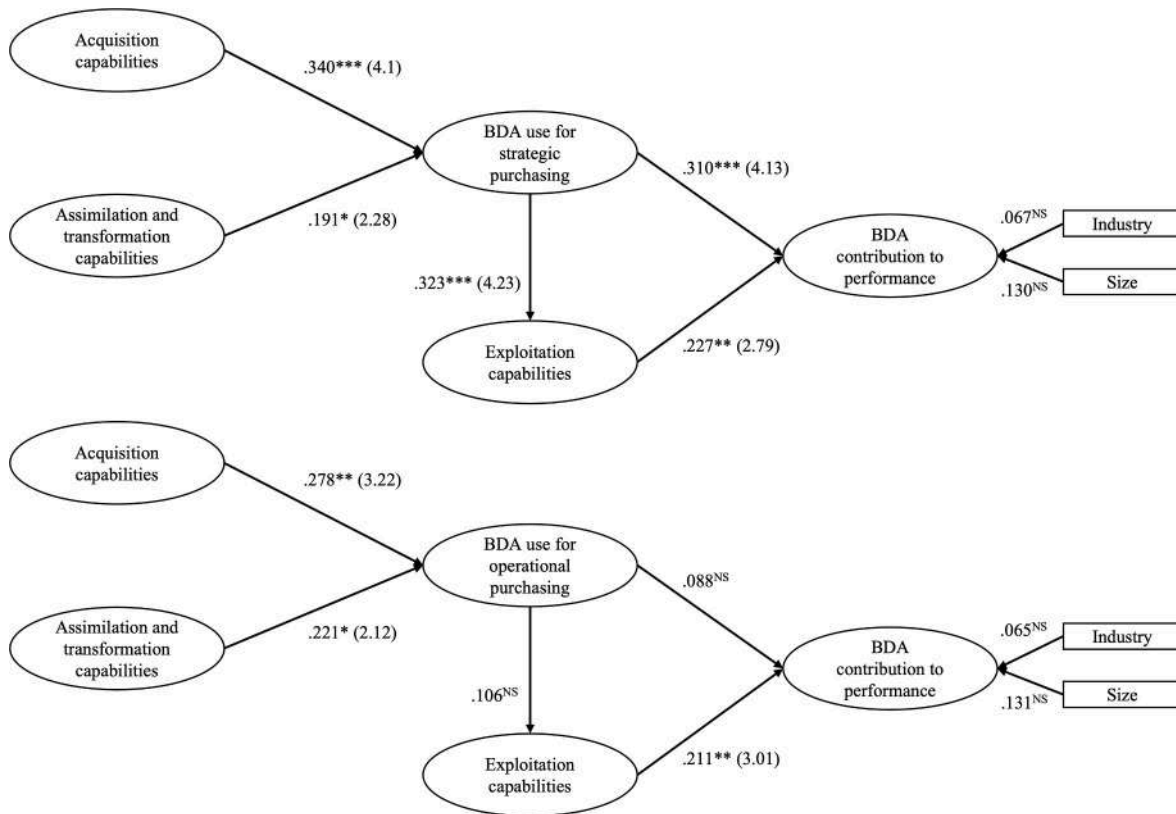 Acquisition
capabilities
.340*** (4.1)
BDA use for
strategic
purchasing
.310*** (4.13)
Assimilation and
transformation
capabilities
.191* (2.28)
.067NS
Industry
BDA
contribution to
performance
.323*** (4.23)
.130NS
Size
Exploitation
capabilities
.227** (2.79)
Acquisition
capabilities
.278** (3.22)
BDA use for
operational
purchasing
.088NS
Assimilation and
transformation
capabilities
.221* (2.12)
.065NS
Industry
BDA
contribution to
performance
.106NS
.131NS
Size
Exploitation
capabilities
.211** (3.01)